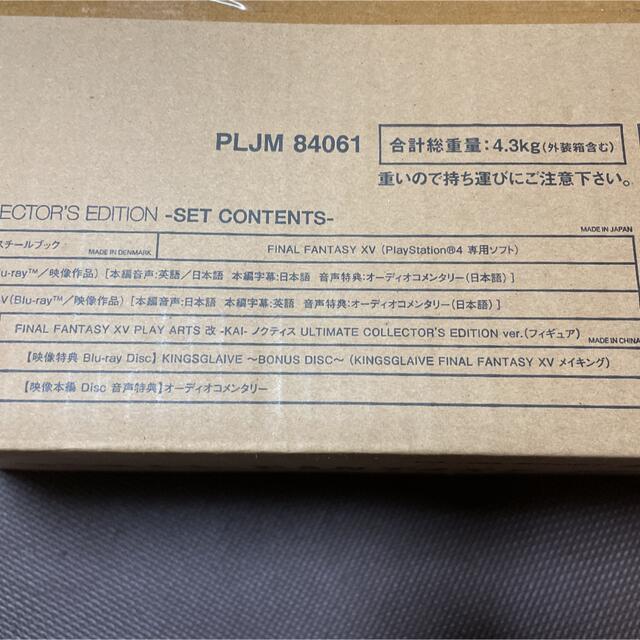 PLJM 84061
合計総重量：4.3kg（外装箱含む）
重いので持ち運びにご注意下さい。
ECTOR'S EDITION -SET CONTENTS-
MADE IN JAPAN
スチールブック MADE IN DENMARK FINAL FANTASY XV（PlayStation®4 専用ソフト）
lu-ray™／映像作品）［本編音声:英語／日本語 本編字幕:日本語 音声特典:オーディオコメンタリー（日本語）］
V（Blu-ray™／映像作品）［本編音声:日本語 本編字幕:英語 音声特典:オーディオコメンタリー（日本語）］
FINAL FANTASY XV PLAY ARTS 改 -KAI- ノクティス ULTIMATE COLLECTOR'S EDITION ver.（フィギュア） MADE IN CHINA
【映像特典 Blu-ray Disc】KINGSGLAIVE ～BONUS DISC～（KINGSGLAIVE FINAL FANTASY XV メイキング）
【映像本編 Disc 音声特典】オーディオコメンタリー